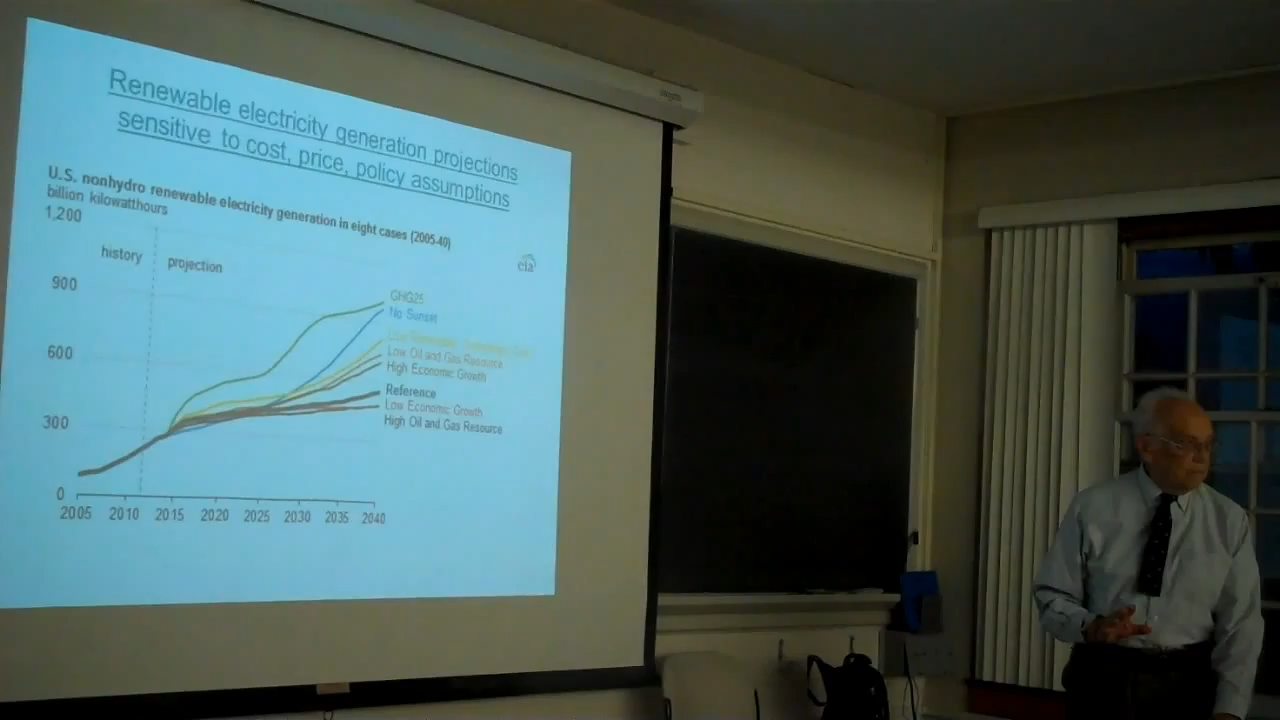 Renewable electricity generation projections
sensitive to cost, price, policy assumptions
U.S. nonhydro renewable electricity generation in eight cases (2005-40)
billion kilowatthours
1,200
history
projection
eia
900
GHG25
No Sunset
600
Low Oil and Gas Resource
High Economic Growth
Reference
Low Economic Growth
300
High Oil and Gas Resource
0
2005 2010 2015 2020 2025 2030 2035 2040